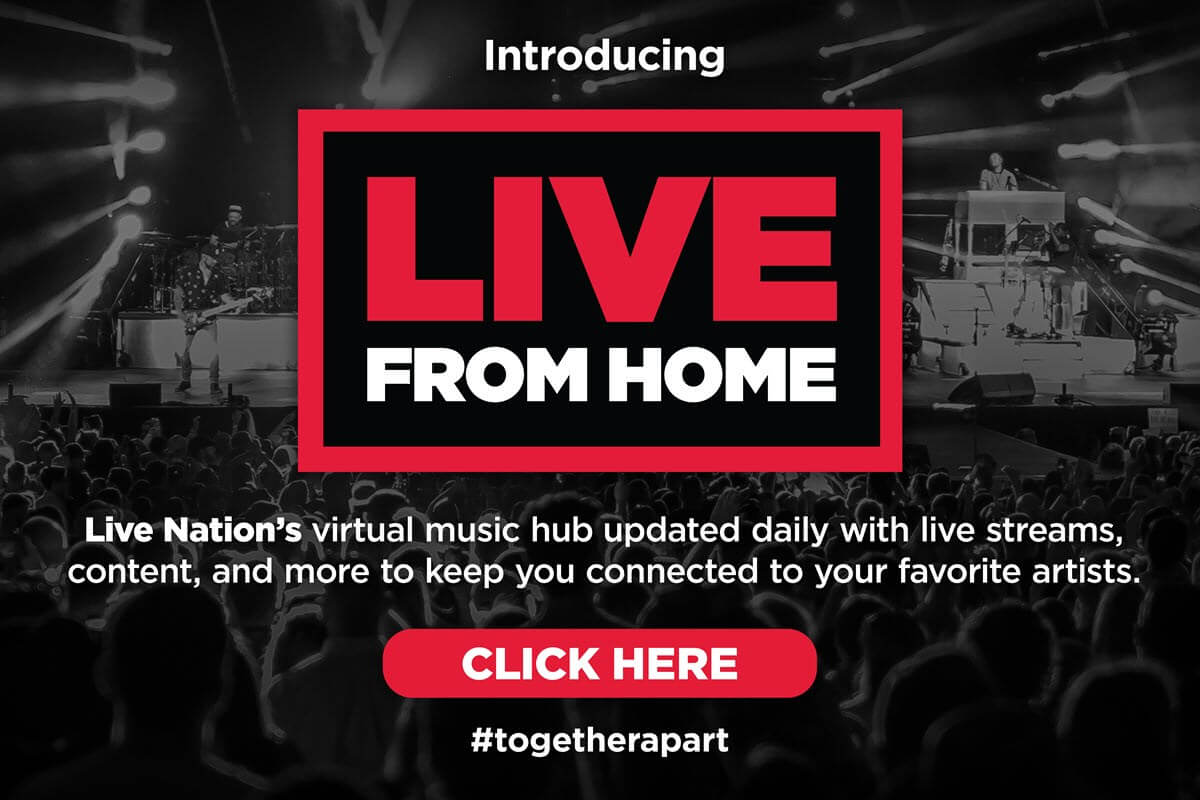 Introducing
LIVE
FROM HOME
Live Nation's virtual music hub updated daily with live streams,
content, and more to keep you connected to your favorite artists.
CLICK HERE
#togetherapart